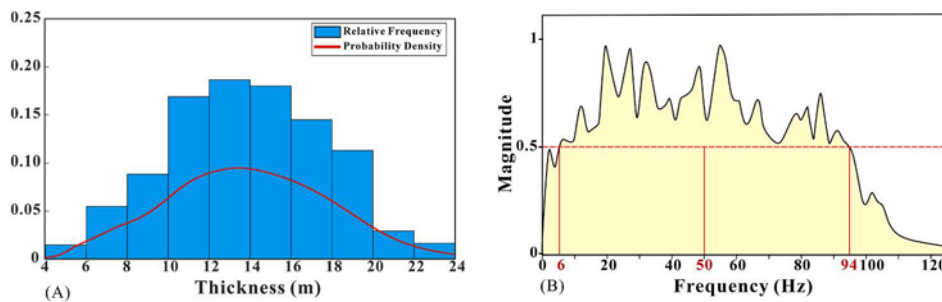 0.25
0.20
0.15
0.10
0.05
0
Relative Frequency
Probability Density
4 6 8 10 12 14 16 18 20 22 24
Thickness (m)
(A)
Magnitude
1
0.5
0
0 6 20 40 50 60 80 94 100 120
Frequency (Hz)
(B)